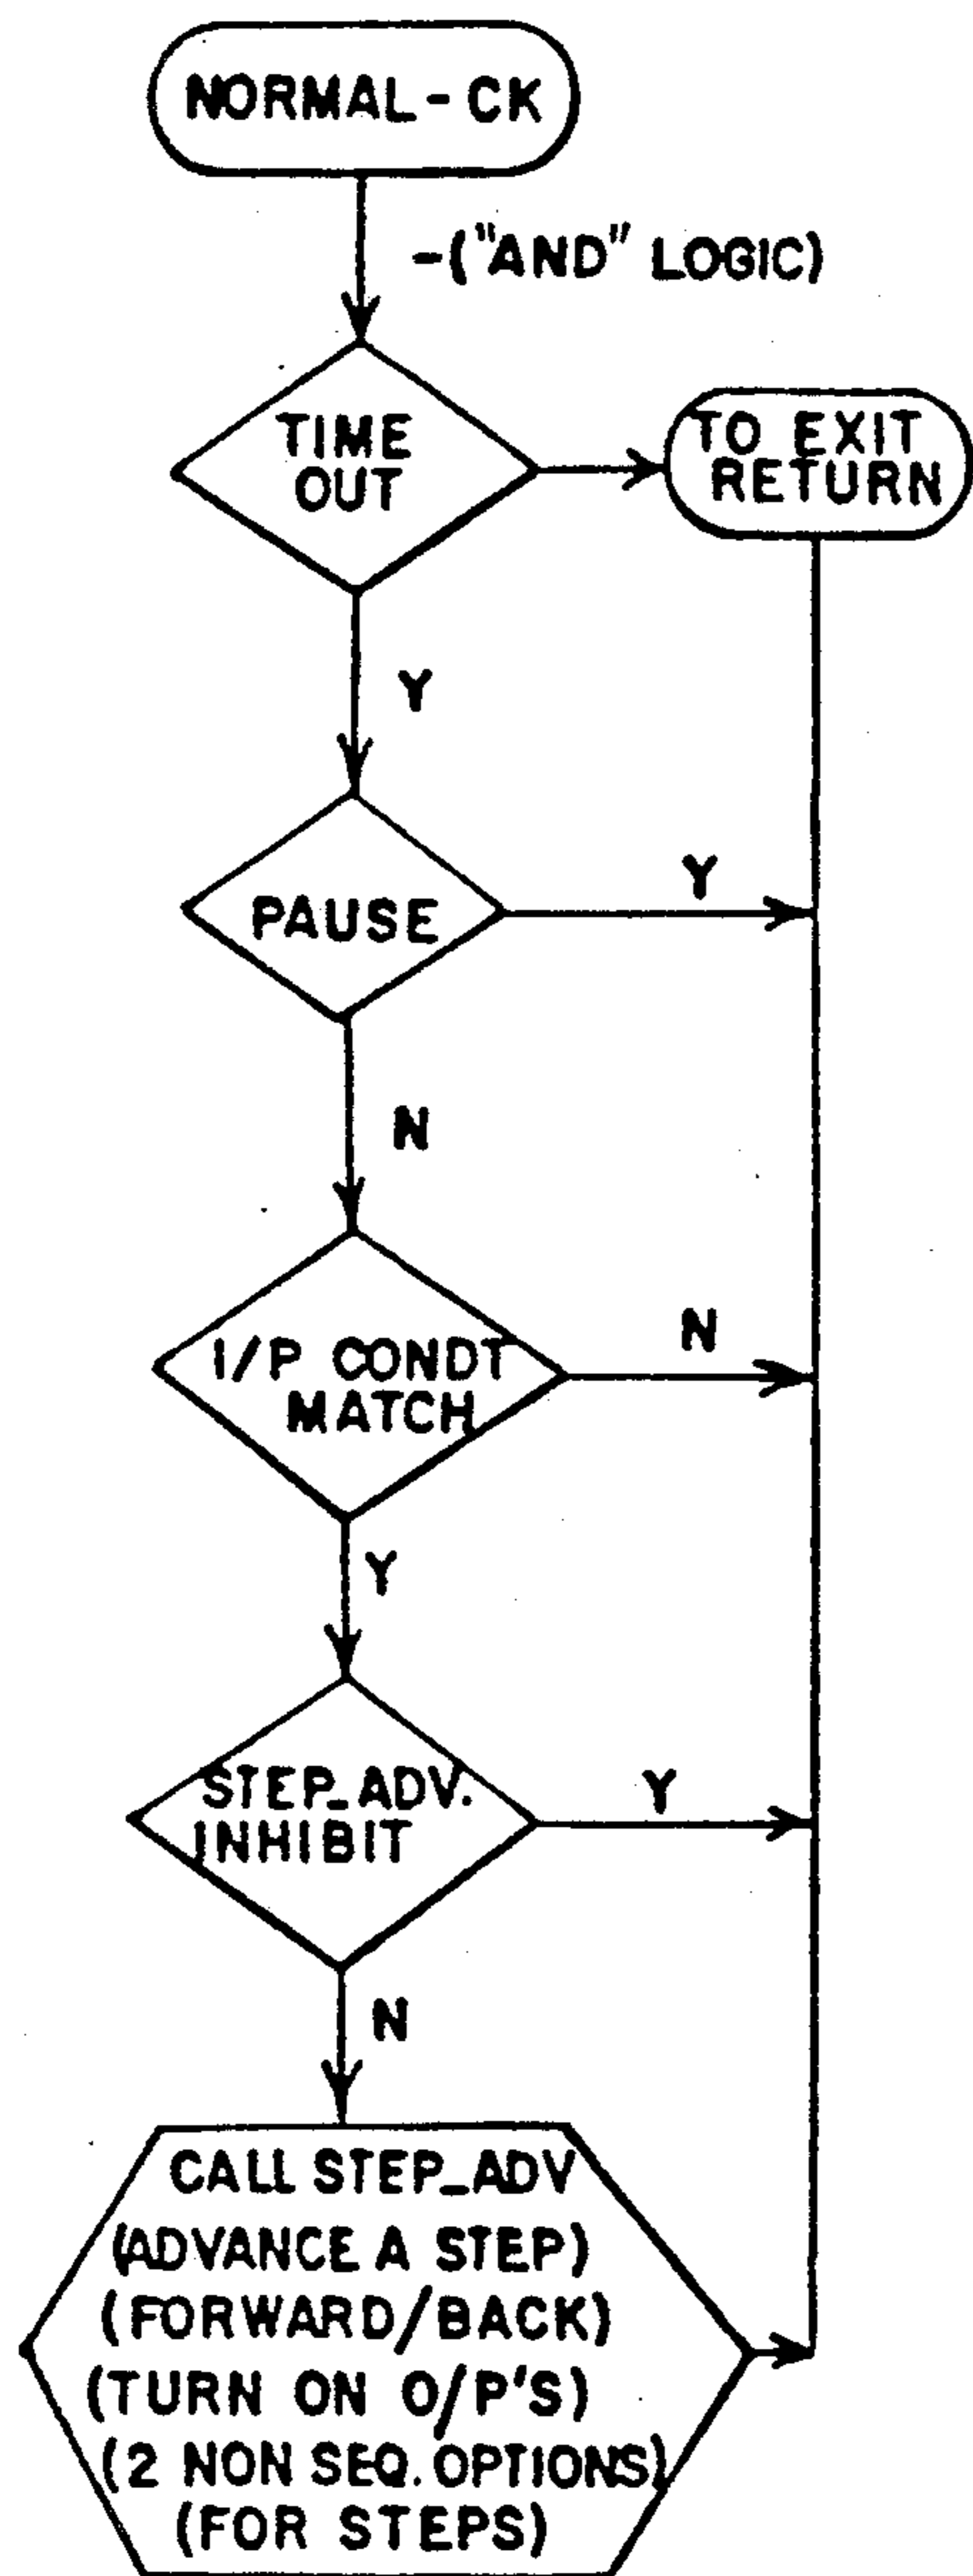 NORMAL - CK
-("AND" LOGIC)
TIME
OUT
TO EXIT
RETURN
Y
PAUSE
Y
N
I/P CONDT
MATCH
N
Y
STEP_ADV.
INHIBIT
Y
N
CALL STEP_ADV
(ADVANCE A STEP)
(FORWARD/BACK)
(TURN ON O/P'S)
(2 NON SEQ. OPTIONS)
(FOR STEPS)